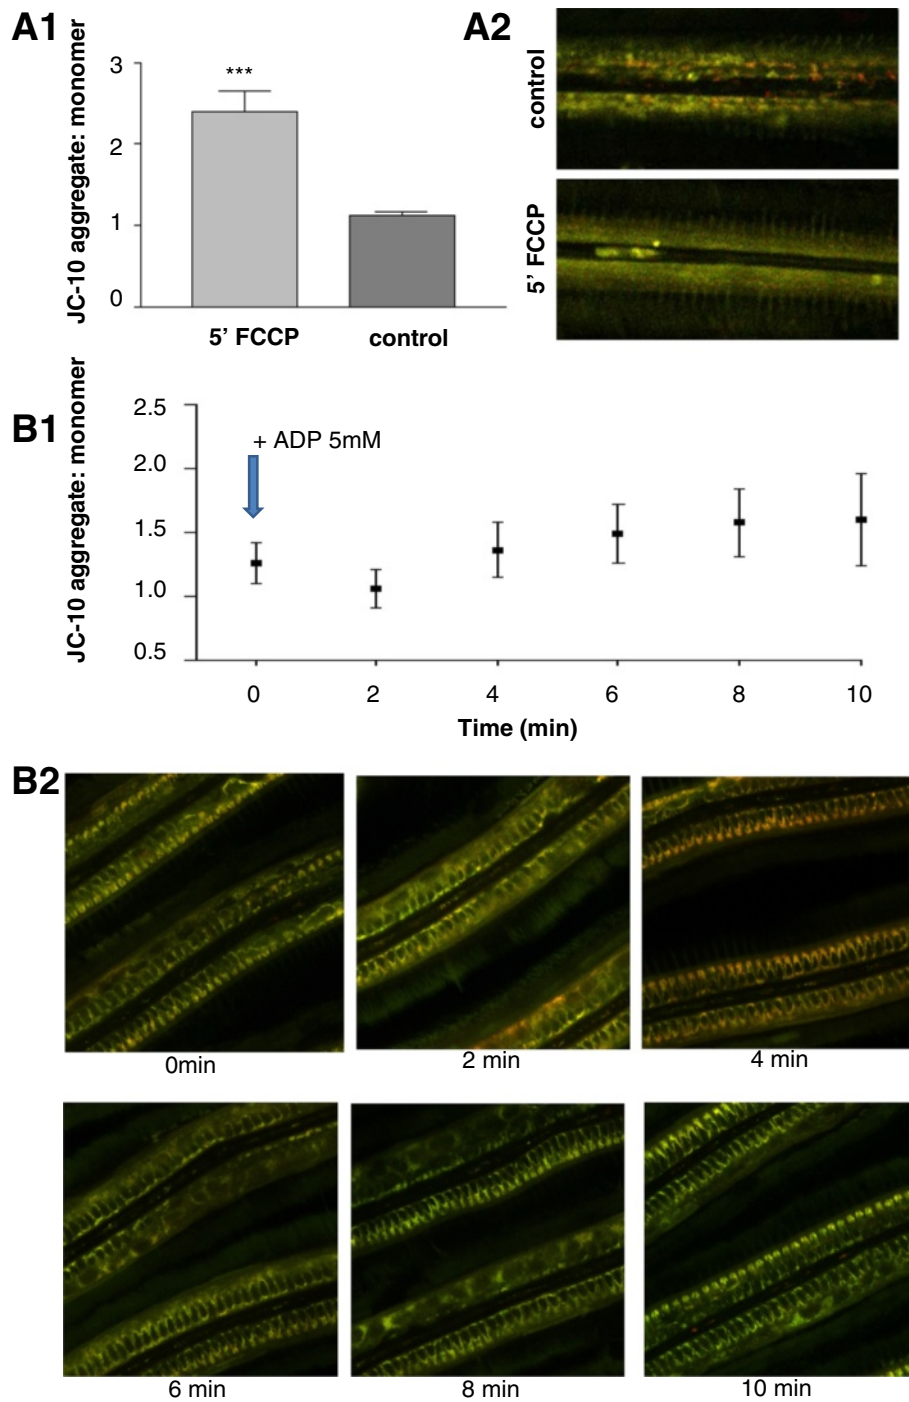 A1
JC-10 aggregate: monomer
3
2
1
0
***
5’ FCCP
control
A2
control
5’ FCCP
B1
JC-10 aggregate: monomer
2.5
2.0
1.5
1.0
0.5
+ ADP 5mM
0 2 4 6 8 10
Time (min)
B2
0min 2 min 4 min
6 min 8 min 10 min